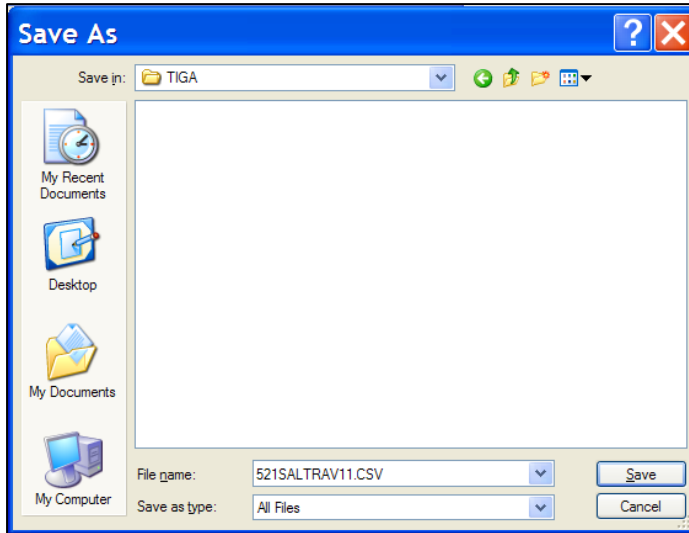 Save As
?
Save in:
TIGA
My Recent
Documents
Desktop
My Documents
My Computer
File name:
521SALTRAV11.CSV
Save
Save as type:
All Files
Cancel